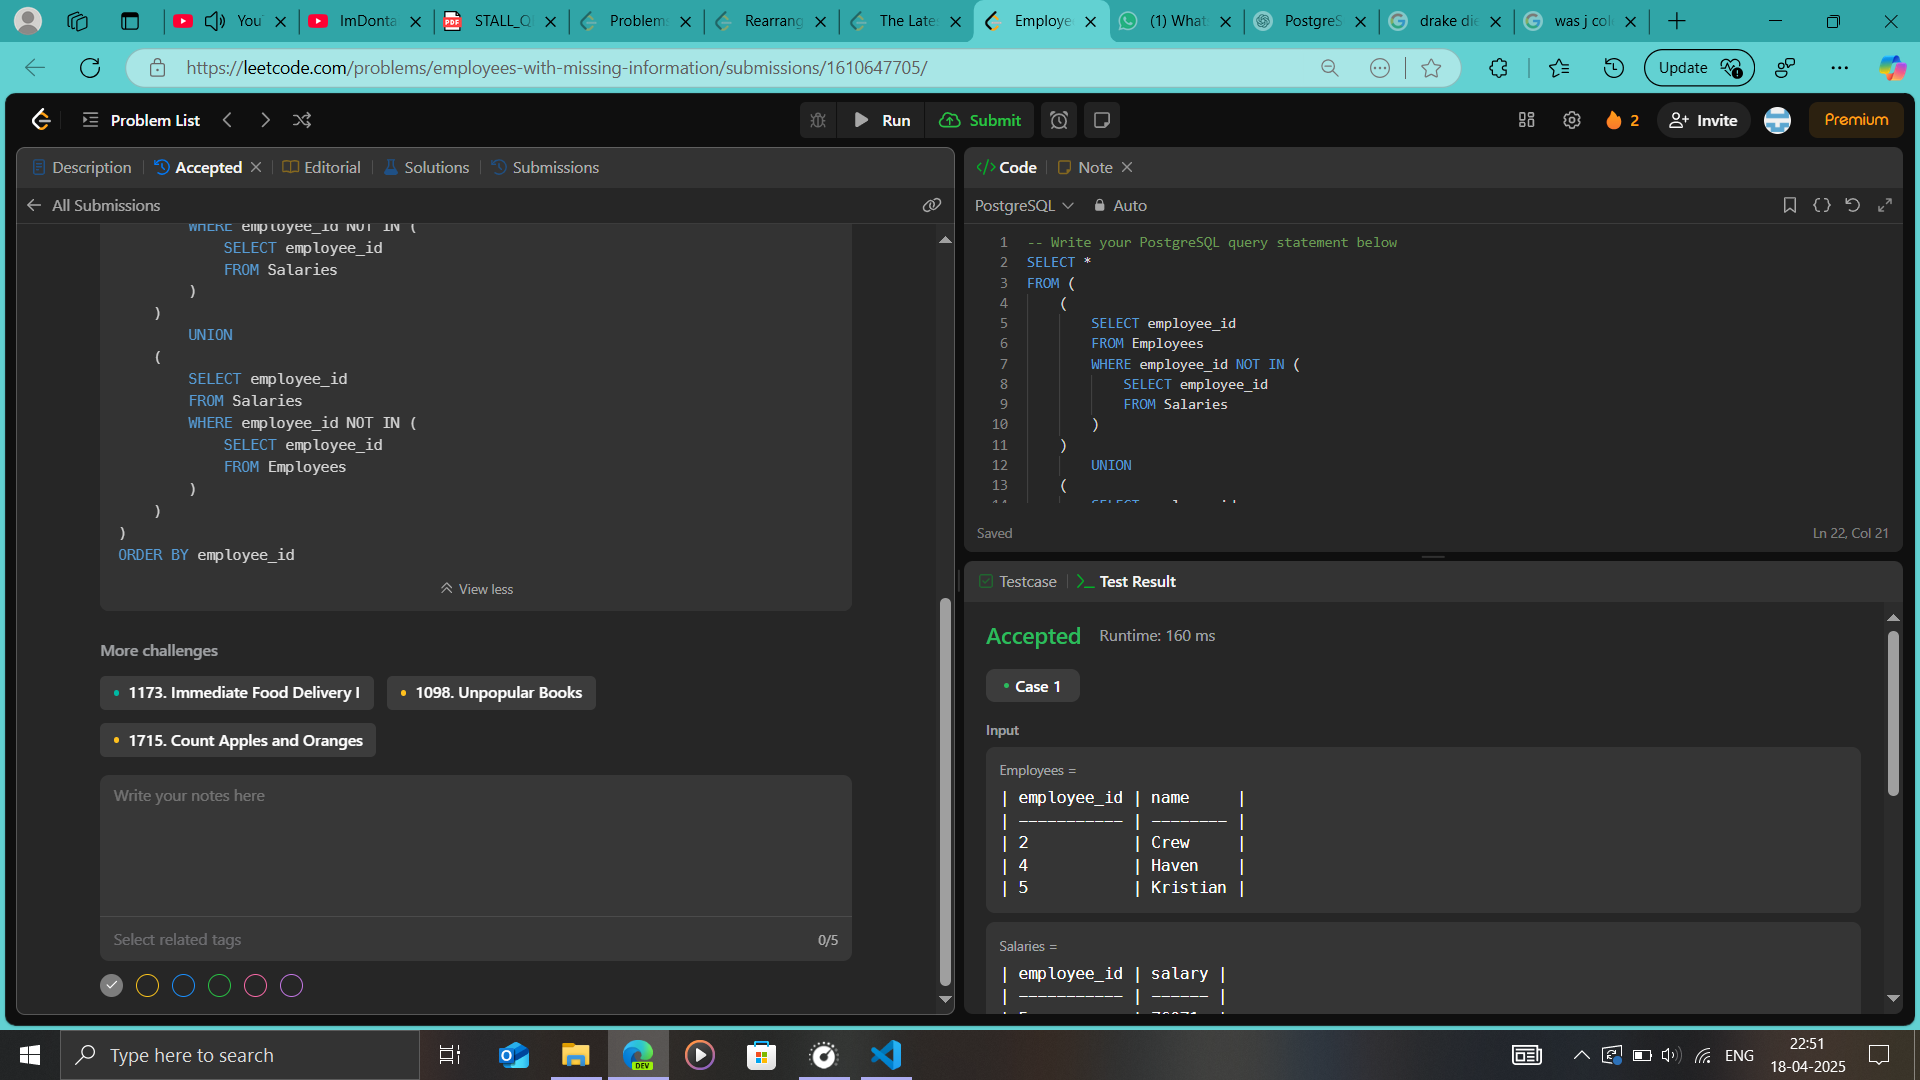 You
ImDonta
STALL_Q
Problems
Rearrang
The Late
Employe
(1) What
PostgreS
drake die
was j col
https://leetcode.com/problems/employees-with-missing-information/submissions/1610647705/
Update
Problem List
Run
Submit
2
Invite
Premium
Description
Accepted
Editorial
Solutions
Submissions
All Submissions
WHERE employee_id NOT IN (
SELECT employee_id
FROM Salaries
)
)
UNION
(
SELECT employee_id
FROM Salaries
WHERE employee_id NOT IN (
SELECT employee_id
FROM Employees
)
)
)
ORDER BY employee_id
View less
More challenges
1173. Immediate Food Delivery I
1098. Unpopular Books
1715. Count Apples and Oranges
Write your notes here
Select related tags
0/5
Code
Note
PostgreSQL
Auto
1 -- Write your PostgreSQL query statement below
2 SELECT *
3 FROM (
4 (
5 SELECT employee_id
6 FROM Employees
7 WHERE employee_id NOT IN (
8 SELECT employee_id
9 FROM Salaries
10 )
11 )
12 UNION
13 (
14 SELECT employee_id
Saved
Ln 22, Col 21
Testcase
Test Result
Accepted
Runtime: 160 ms
Case 1
Input
Employees =
| employee_id | name |
| ----------- | -------- |
| 2 | Crew |
| 4 | Haven |
| 5 | Kristian |
Salaries =
| employee_id | salary |
| ----------- | ------ |
Type here to search
DEV
ENG
22:51
18-04-2025